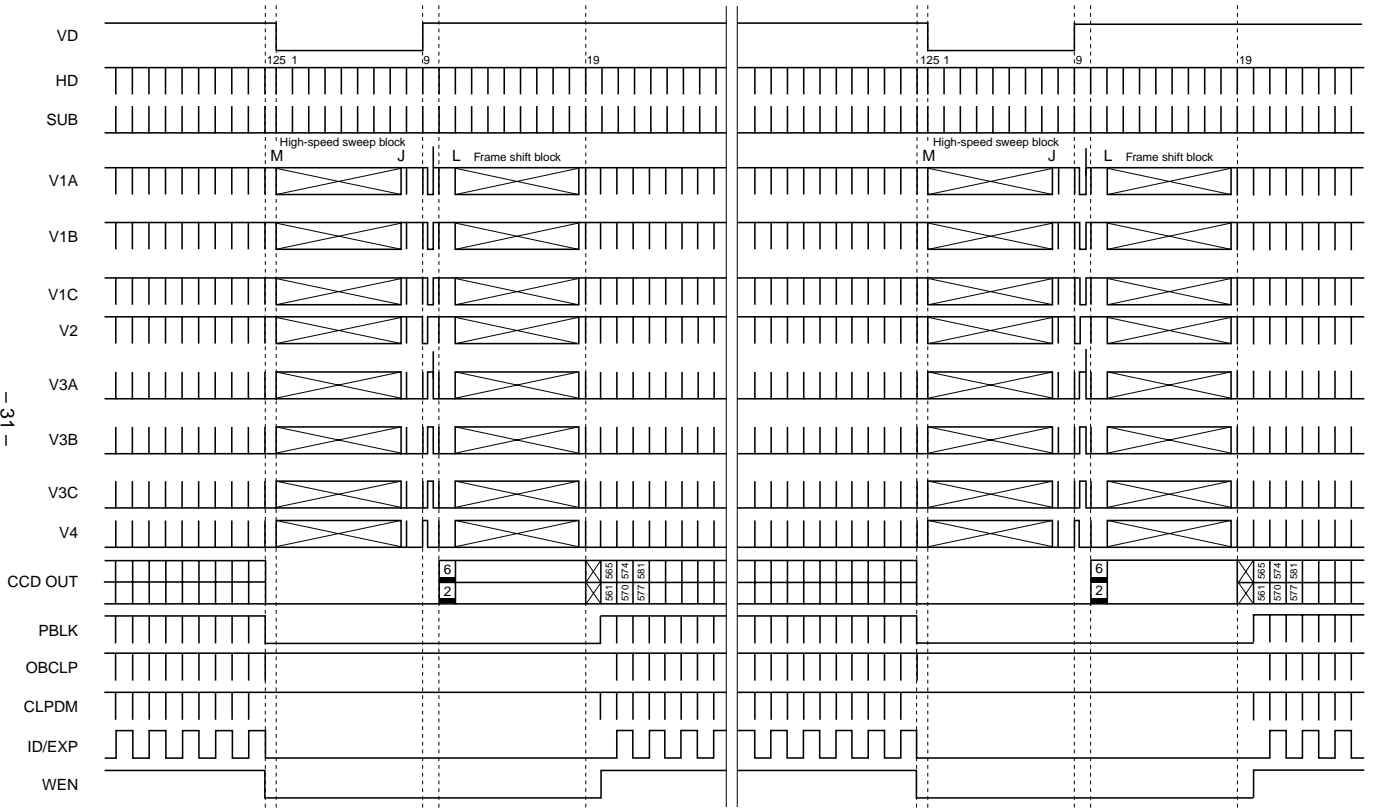 VD
125 1
9
19
125 1
9
19
HD
SUB
High-speed sweep block
High-speed sweep block
M
J
L
Frame shift block
M
J
L
Frame shift block
V1A
V1B
V1C
V2
V3A
– 31 –
V3B
V3C
V4
CCD OUT
6
565
574
581
6
565
574
581
2
561
570
577
2
561
570
577
PBLK
OBCLP
CLPDM
ID/EXP
WEN